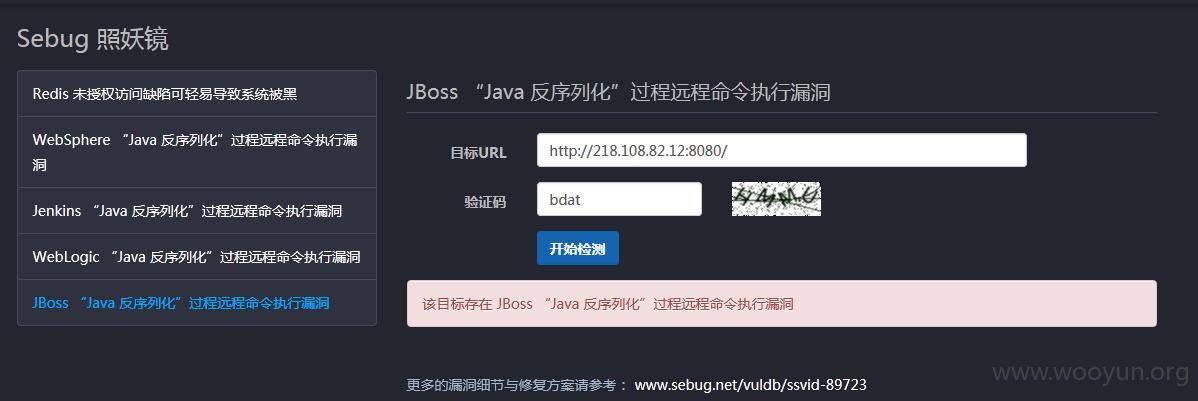 Sebug 照妖镜
Redis 未授权访问缺陷可轻易导致系统被黑
WebSphere “Java 反序列化”过程远程命令执行漏
洞
Jenkins “Java 反序列化”过程远程命令执行漏洞
WebLogic “Java 反序列化”过程远程命令执行漏洞
JBoss “Java 反序列化”过程远程命令执行漏洞
JBoss “Java 反序列化”过程远程命令执行漏洞
目标URL
http://218.108.82.12:8080/
验证码
bdat
开始检测
该目标存在 JBoss “Java 反序列化”过程远程命令执行漏洞
更多的漏洞细节与修复方案请参考： www.sebug.net/vuldb/ssvid-89723
www.wooyun.org